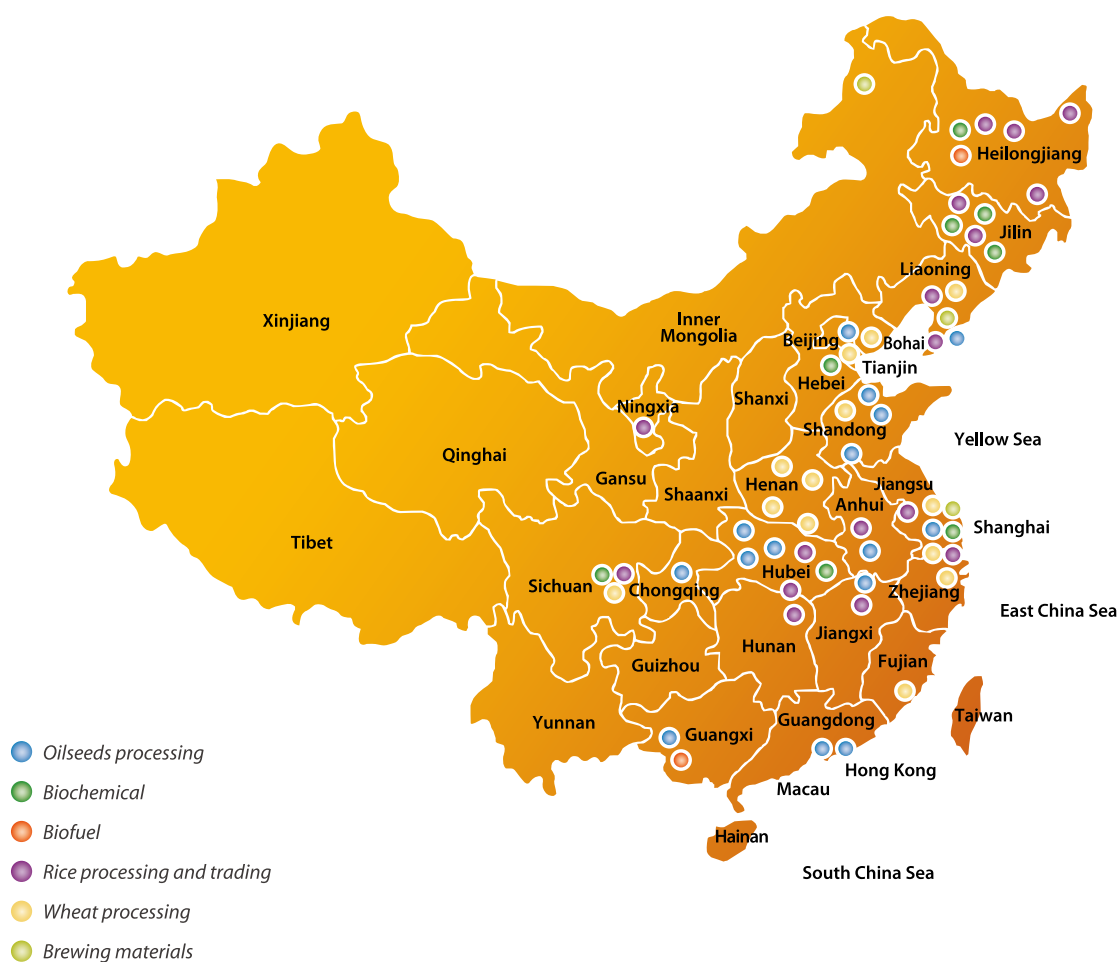 Heilongjiang
Jilin
Liaoning
Inner
Mongolia
Xinjiang
Beijing
Bohai
Tianjin
Hebei
Shanxi
Ningxia
Shandong
Yellow Sea
Qinghai
Gansu
Shaanxi
Henan
Jiangsu
Anhui
Shanghai
Tibet
Sichuan
Chongqing
Hubei
Zhejiang
East China Sea
Hunan
Jiangxi
Guizhou
Fujian
Yunnan
Guangxi
Guangdong
Taiwan
Hong Kong
Macau
Hainan
South China Sea
Oilseeds processing
Biochemical
Biofuel
Rice processing and trading
Wheat processing
Brewing materials